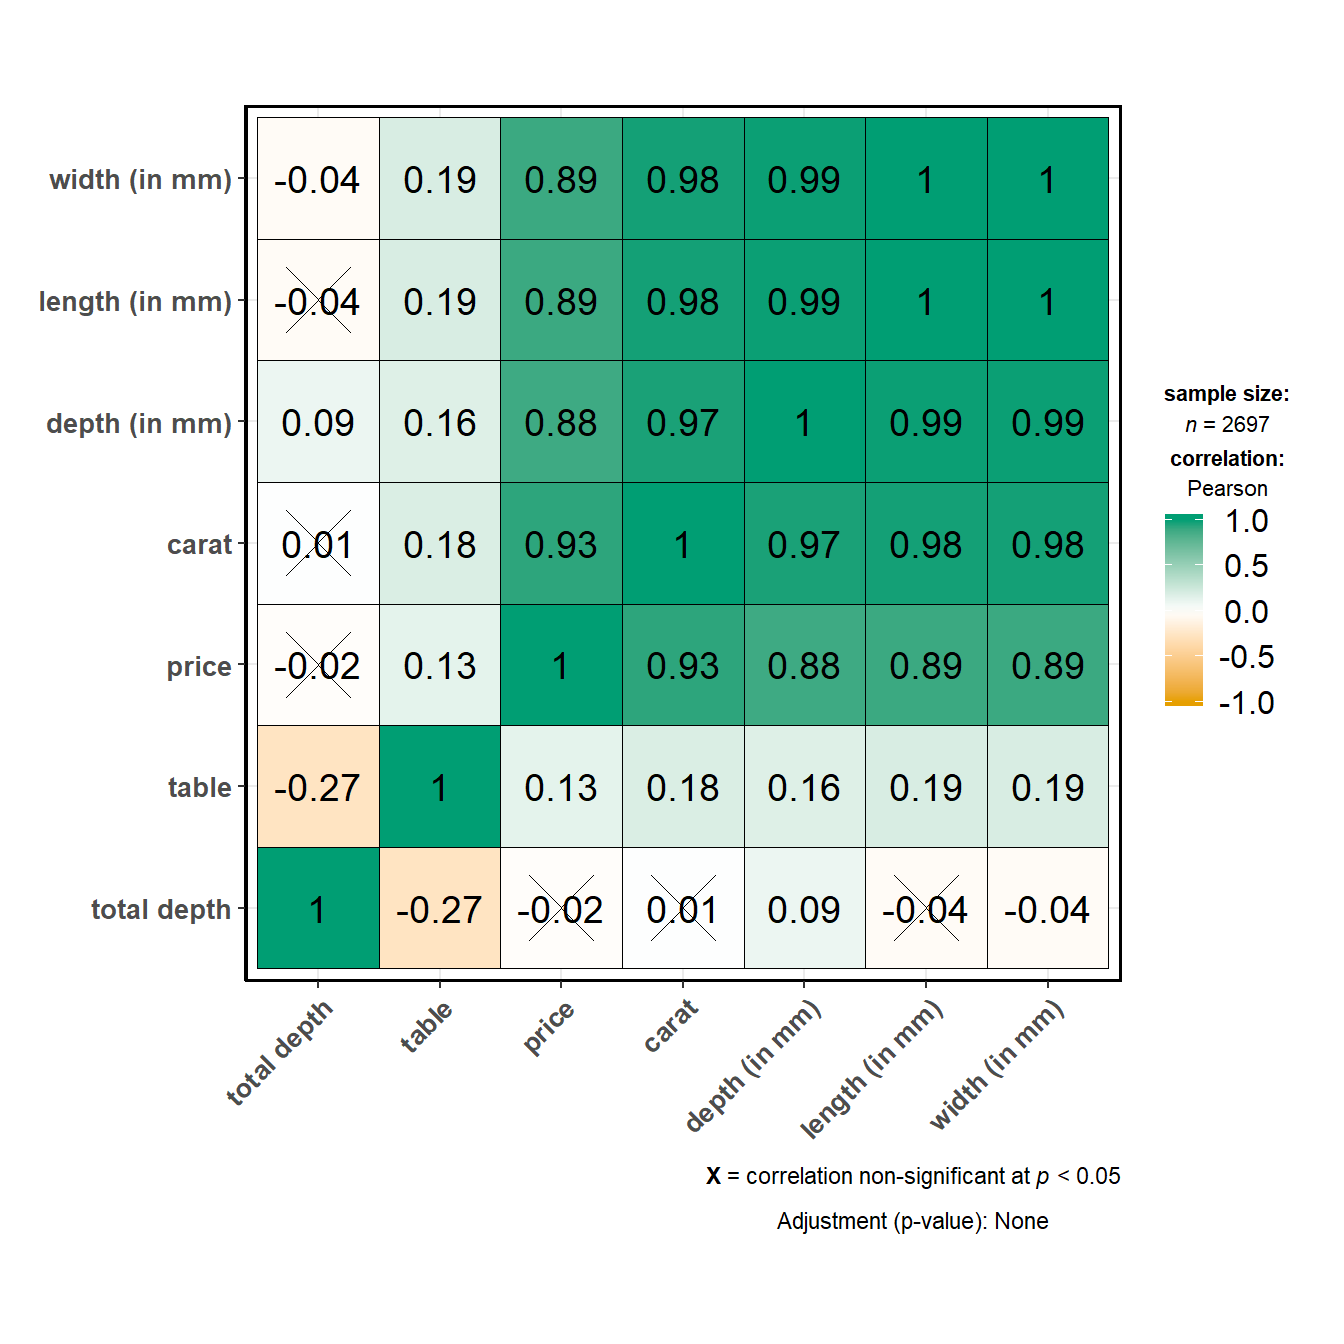 width (in mm) -0.04 0.19 0.89 0.98 0.99 1 1
length (in mm) -0.04 0.19 0.89 0.98 0.99 1 1
depth (in mm) 0.09 0.16 0.88 0.97 1 0.99 0.99
carat 0.01 0.18 0.93 1 0.97 0.98 0.98
price -0.02 0.13 1 0.93 0.88 0.89 0.89
table -0.27 1 0.13 0.18 0.16 0.19 0.19
total depth 1 -0.27 -0.02 0.01 0.09 -0.04 -0.04
total depth table price carat depth (in mm) length (in mm) width (in mm)
sample size:
n = 2697
correlation:
Pearson
1.0
0.5
0.0
-0.5
-1.0
X = correlation non-significant at p < 0.05
Adjustment (p-value): None